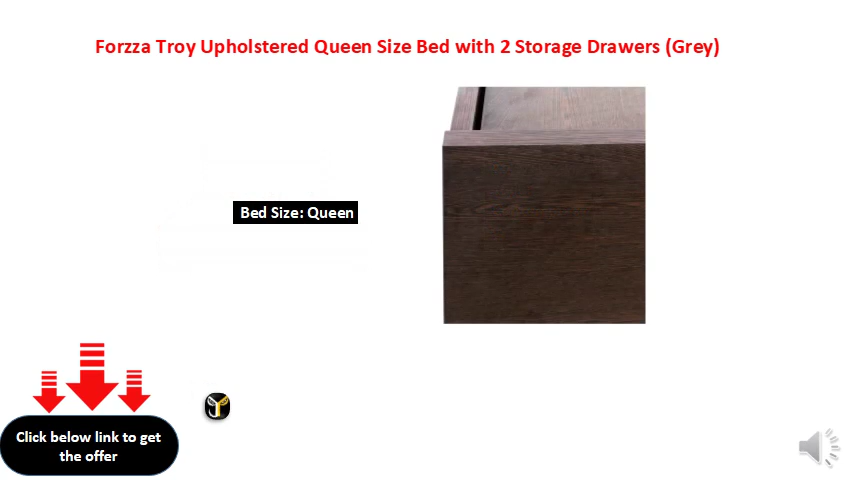 Forzza Troy Upholstered Queen Size Bed with 2 Storage Drawers (Grey)
Bed Size: Queen
Click below link to get
the offer